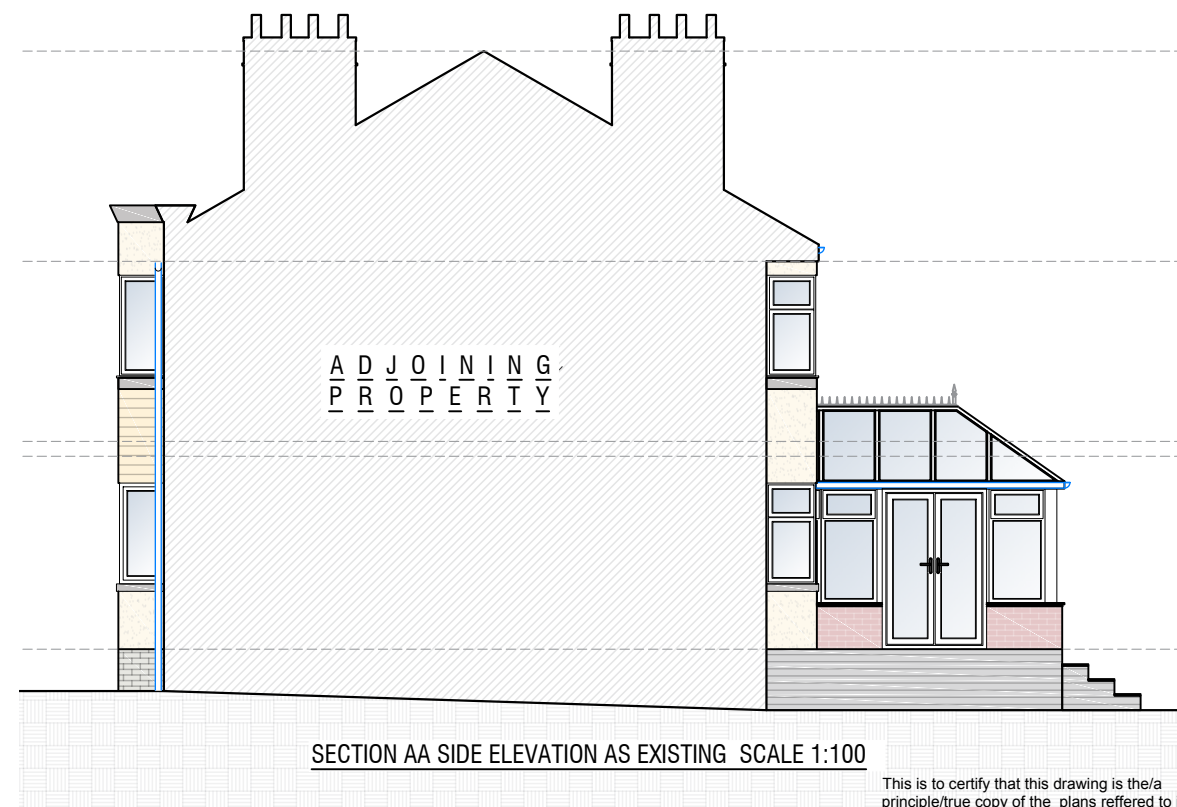 ADJOINING
PROPERTY
SECTION AA SIDE ELEVATION AS EXISTING SCALE 1:100
This is to certify that this drawing is the/a
principle/true copy of the plans reffered to